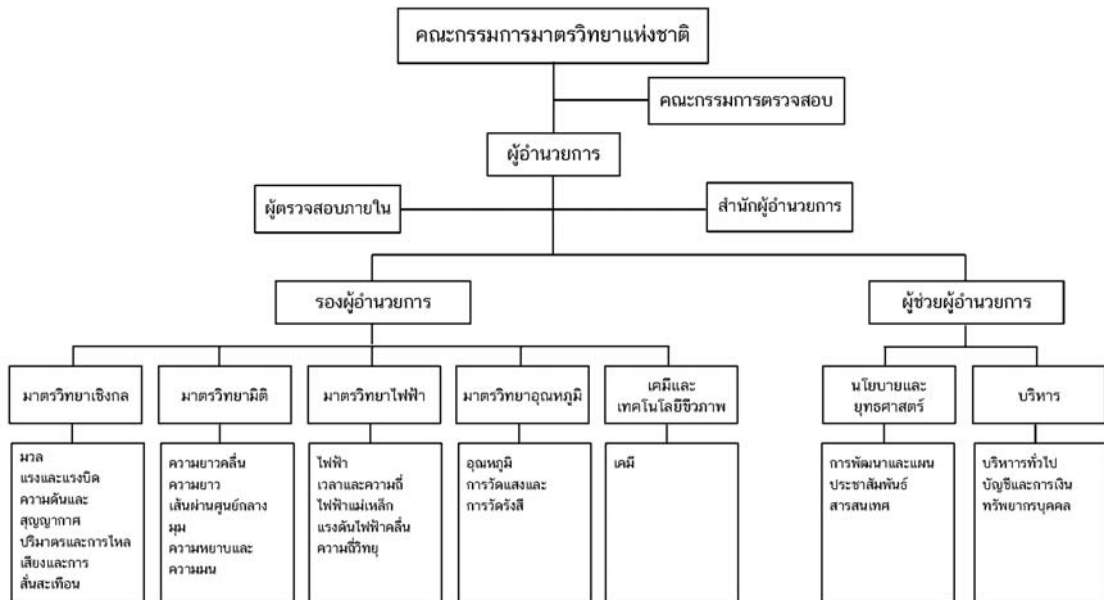 คณะกรรมการมาตรวิทยาแห่งชาติ
คณะกรรมการตรวจสอบ
ผู้อำนวยการ
ผู้ตรวจสอบภายใน
สำนักผู้อำนวยการ
รองผู้อำนวยการ
ผู้ช่วยผู้อำนวยการ
มาตรวิทยาเชิงกล
มาตรวิทยามิติ
มาตรวิทยาไฟฟ้า
มาตรวิทยาอุณหภูมิ
เคมีและ
เทคโนโลยีชีวภาพ
นโยบายและ
ยุทธศาสตร์
บริหาร
มวล
แรงและแรงบิด
ความดันและ
สุญญากาศ
ปริมาตรและการไหล
เสียงและการ
สั่นสะเทือน
ความยาวคลื่น
ความยาว
เส้นผ่านศูนย์กลาง
มุม
ความหยาบและ
ความมน
ไฟฟ้า
เวลาและความถี่
ไฟฟ้าแม่เหล็ก
แรงดันไฟฟ้าคลื่น
ความถี่วิทยุ
อุณหภูมิ
การวัดแสงและ
การวัดรังสี
เคมี
การพัฒนาและแผน
ประชาสัมพันธ์
สารสนเทศ
บริหารทั่วไป
บัญชีและการเงิน
ทรัพยากรบุคคล